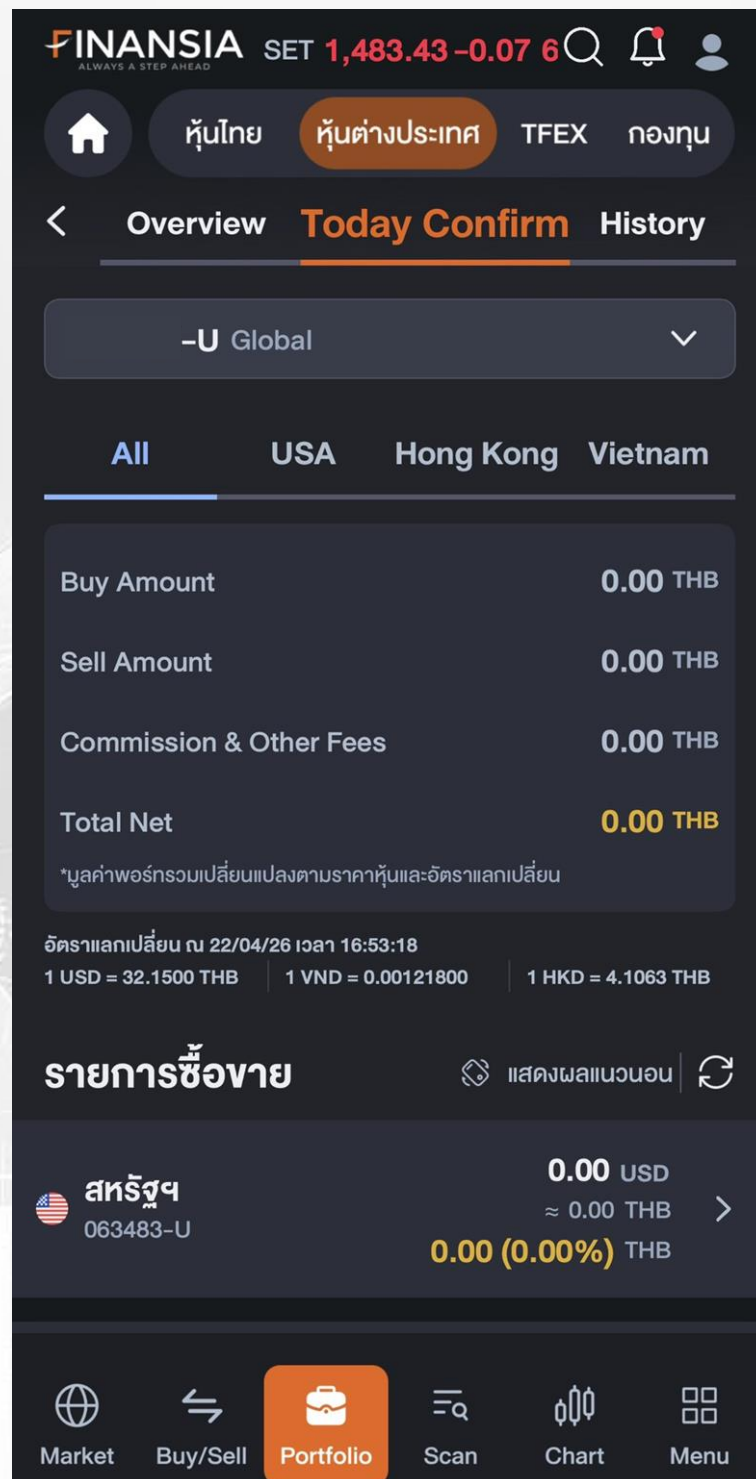 FINANSIA
ALWAYS A STEP AHEAD
SET 1,483.43 -0.07 6
หุ้นไทย หุ้นต่างประเทศ TFEX กองทุน
Overview Today Confirm History
-U Global
All USA Hong Kong Vietnam
Buy Amount 0.00 THB
Sell Amount 0.00 THB
Commission & Other Fees 0.00 THB
Total Net 0.00 THB
*มูลค่าพอร์ทรวมเปลี่ยนแปลงตามราคาหุ้นและอัตราแลกเปลี่ยน
อัตราแลกเปลี่ยน ณ 22/04/26 เวลา 16:53:18
1 USD = 32.1500 THB 1 VND = 0.00121800 1 HKD = 4.1063 THB
รายการซื้อขาย แสดงผลแนวนอน
สหรัฐฯ 0.00 USD
063483-U ≈ 0.00 THB
0.00 (0.00%) THB
Market Buy/Sell Portfolio Scan Chart Menu